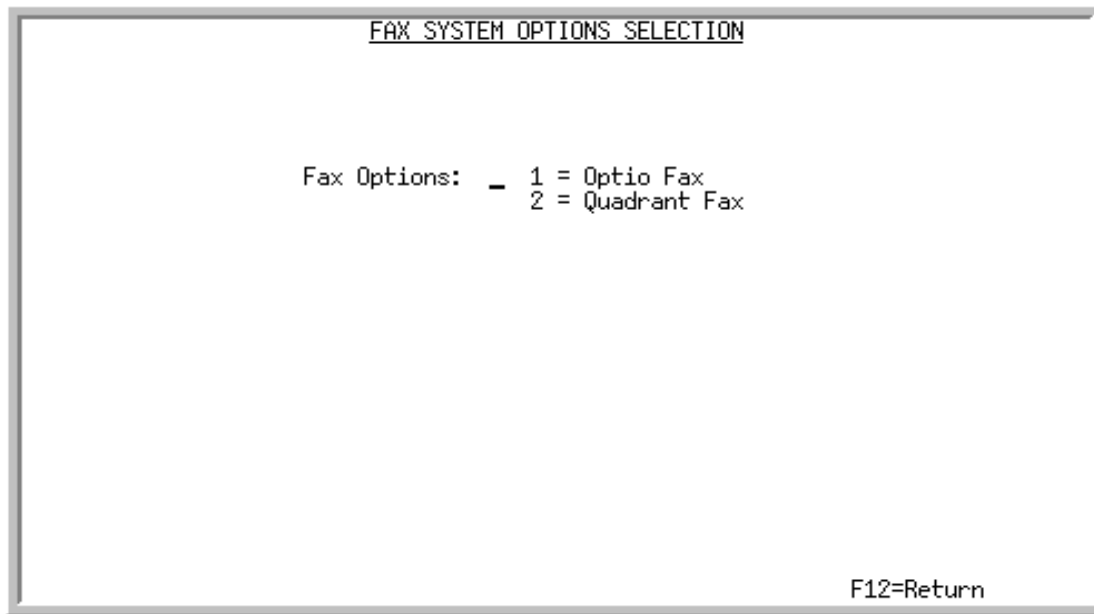 FAX SYSTEM OPTIONS SELECTION
Fax Options: _ 1 = Optio Fax
2 = Quadrant Fax
F12=Return